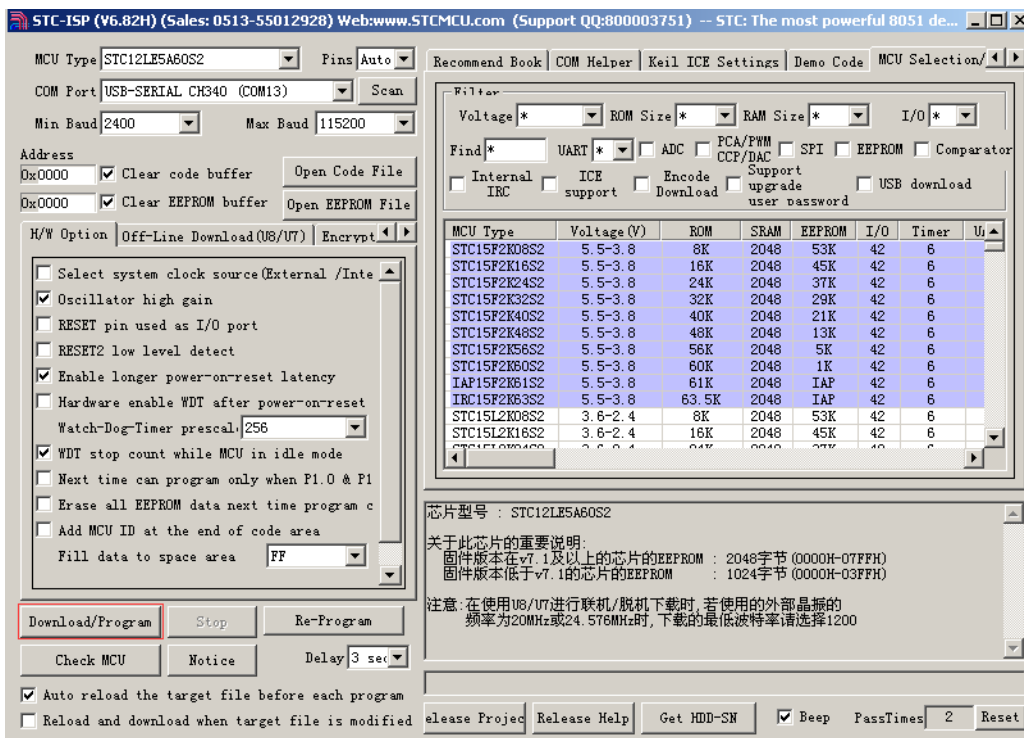 STC-ISP (V6.82H) (Sales: 0513-55012928) Web:www.STCMCU.com (Support QQ:800003751) -- STC: The most powerful 8051 de...
MCU Type STC12LE5A60S2 Pins Auto
COM Port USB-SERIAL CH340 (COM13) Scan
Min Baud 2400 Max Baud 115200
Address
0x0000 Clear code buffer Open Code File
0x0000 Clear EEPROM buffer Open EEPROM File
H/W Option Off-Line Download(U8/U7) Encrypt
Select system clock source(External /Inte
Oscillator high gain
RESET pin used as I/O port
RESET2 low level detect
Enable longer power-on-reset latency
Hardware enable WDT after power-on-reset
Watch-Dog-Timer prescal 256
WDT stop count while MCU in idle mode
Next time can program only when P1.0 & P1
Erase all EEPROM data next time program c
Add MCU ID at the end of code area
Fill data to space area FF
Download/Program Stop Re-Program
Check MCU Notice Delay 3 sec
Auto reload the target file before each program
Reload and download when target file is modified
Recommend Book COM Helper Keil ICE Settings Demo Code MCU Selection/
Filter
Voltage * ROM Size * RAM Size * I/O *
Find * UART * ADC PCA/PWM CCP/DAC SPI EEPROM Comparator
Internal IRC ICE support Encode Download Support upgrade user password USB download
MCU Type Voltage(V) ROM SRAM EEPROM I/O Timer
STC15F2K08S2 5.5-3.8 8K 2048 53K 42 6
STC15F2K16S2 5.5-3.8 16K 2048 45K 42 6
STC15F2K24S2 5.5-3.8 24K 2048 37K 42 6
STC15F2K32S2 5.5-3.8 32K 2048 29K 42 6
STC15F2K40S2 5.5-3.8 40K 2048 21K 42 6
STC15F2K48S2 5.5-3.8 48K 2048 13K 42 6
STC15F2K56S2 5.5-3.8 56K 2048 5K 42 6
STC15F2K60S2 5.5-3.8 60K 2048 1K 42 6
IAP15F2K61S2 5.5-3.8 61K 2048 IAP 42 6
IRC15F2K63S2 5.5-3.8 63.5K 2048 IAP 42 6
STC15L2K08S2 3.6-2.4 8K 2048 53K 42 6
STC15L2K16S2 3.6-2.4 16K 2048 45K 42 6
芯片型号 : STC12LE5A60S2
关于此芯片的重要说明:
固件版本在v7.1及以上的芯片的EEPROM : 2048字节(0000H-07FFH)
固件版本低于v7.1的芯片的EEPROM : 1024字节(0000H-03FFH)
注意:在使用U8/U7进行联机/脱机下载时,若使用的外部晶振的
频率为20MHz或24.576MHz时,下载的最低波特率请选择1200
elease Projec Release Help Get HDD-SN Beep PassTimes 2 Reset